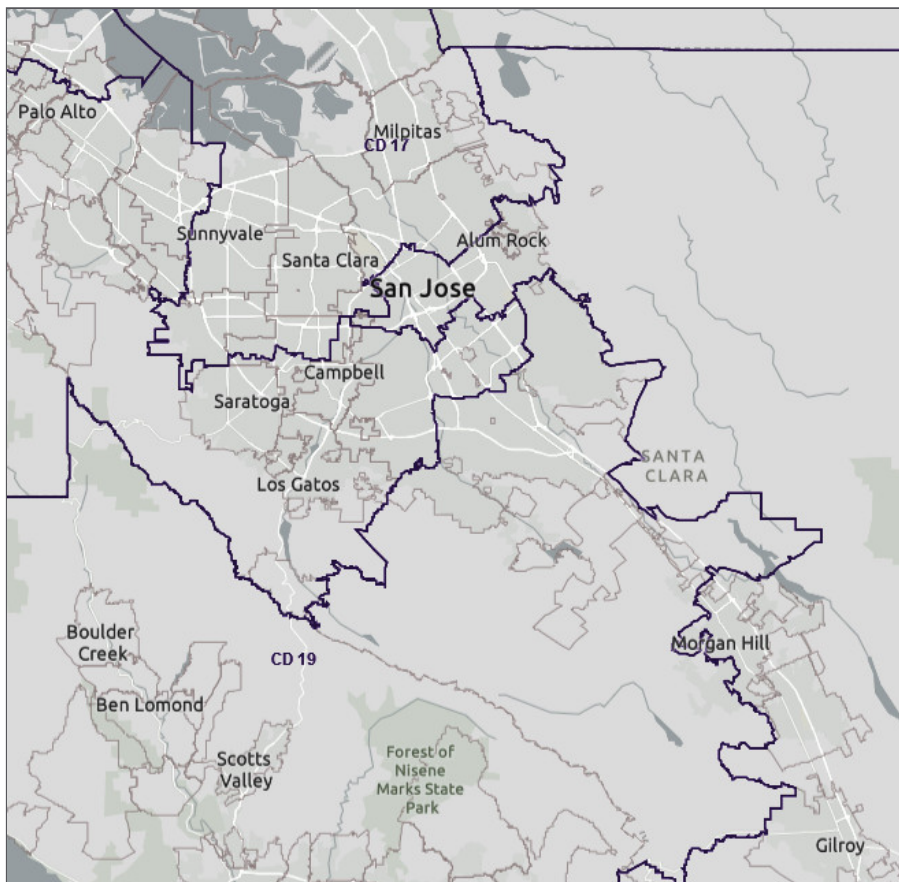 Palo Alto
Milpitas
CD 17
Sunnyvale
Alum Rock
Santa Clara
San Jose
Campbell
Saratoga
SANTA
CLARA
Los Gatos
Boulder
Creek
Morgan Hill
CD 19
Ben Lomond
Forest of
Nisene
Marks State
Park
Scotts
Valley
Gilroy